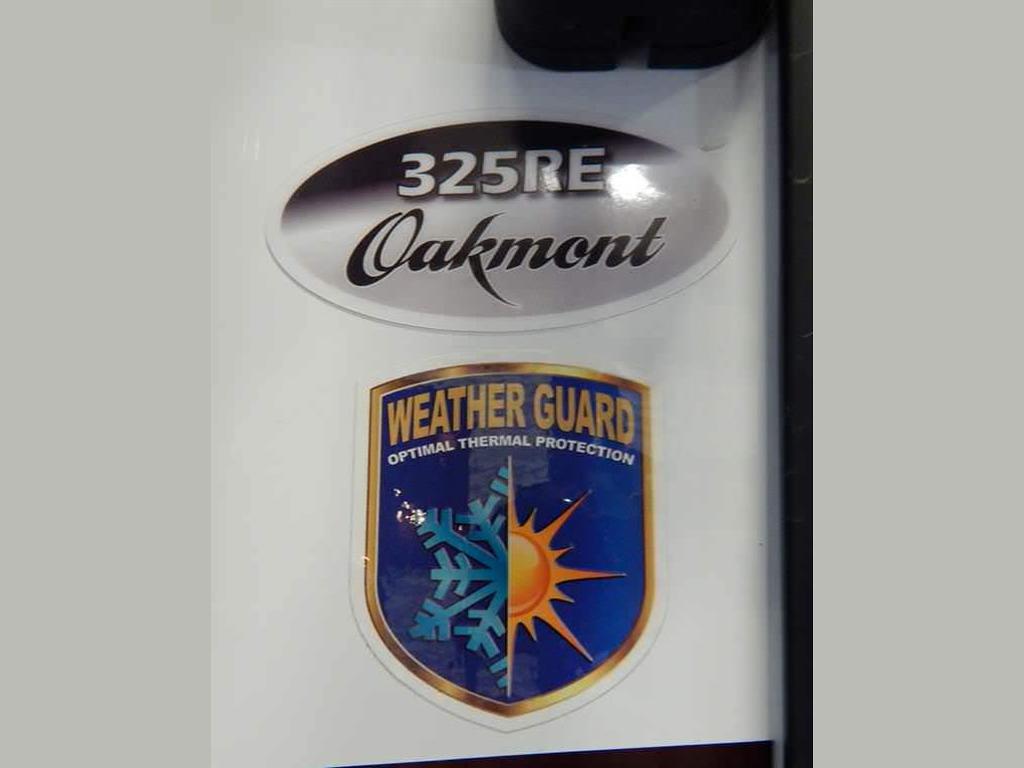 325RE
Oakmont
WEATHER GUARD
OPTIMAL THERMAL PROTECTION